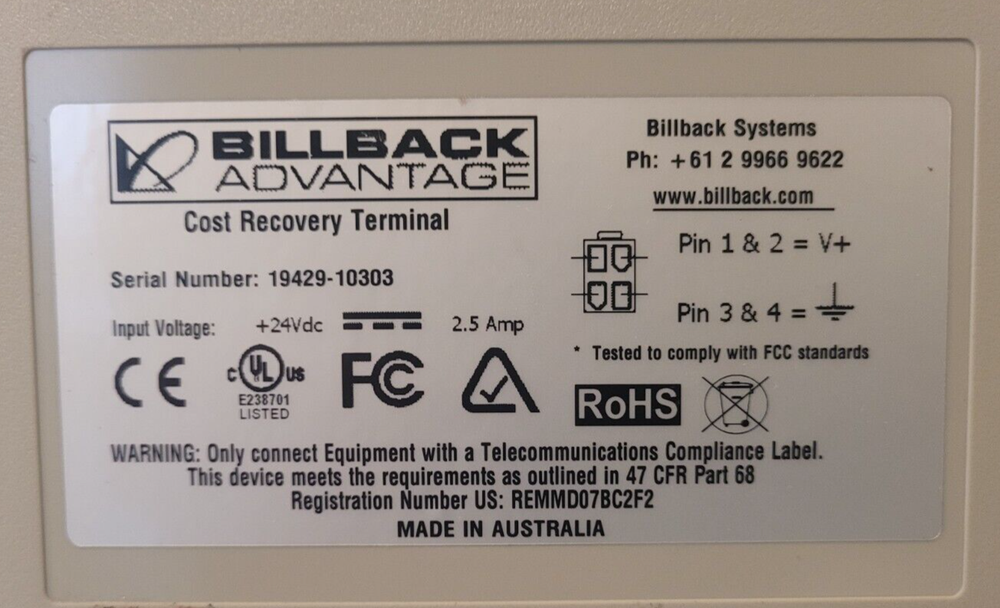 BILLBACK
ADVANTAGE
Cost Recovery Terminal
Billback Systems
Ph: +61 2 9966 9622
www.billback.com
Pin 1 & 2 = V+
Pin 3 & 4 =
Serial Number: 19429-10303
Input Voltage: +24Vdc 2.5 Amp
* Tested to comply with FCC standards
CE
c UL US
E238701
LISTED
FCC
RoHS
WARNING: Only connect Equipment with a Telecommunications Compliance Label.
This device meets the requirements as outlined in 47 CFR Part 68
Registration Number US: REMMD07BC2F2
MADE IN AUSTRALIA